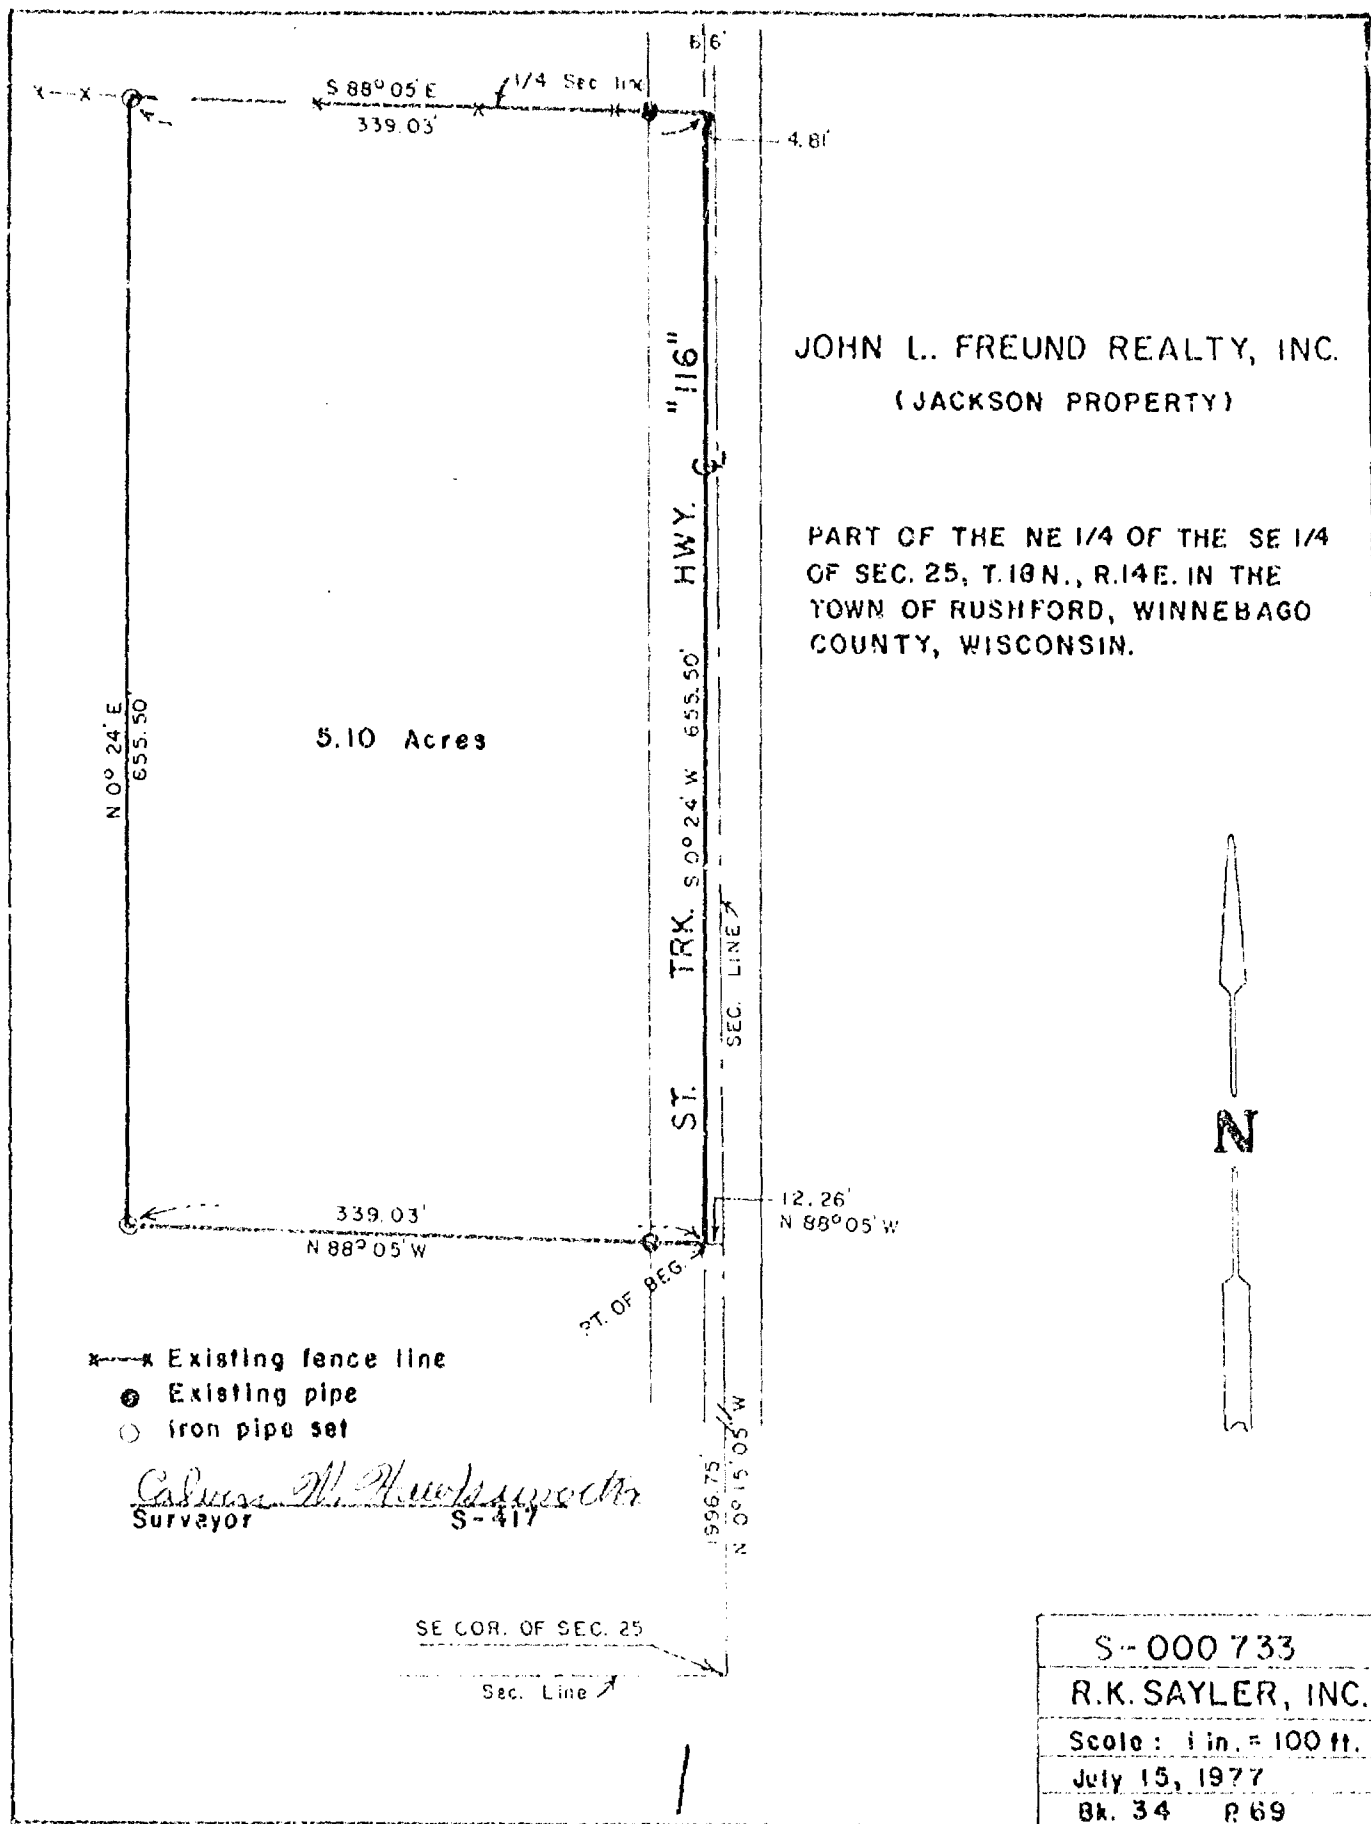 66'
S 88° 05' E
1/4 Sec line
339.03'
4.81'
JOHN L. FREUND REALTY, INC.
(JACKSON PROPERTY)
PART OF THE NE 1/4 OF THE SE 1/4
OF SEC. 25, T.18N., R.14E. IN THE
TOWN OF RUSHFORD, WINNEBAGO
COUNTY, WISCONSIN.
ST. TRK. HWY. "116"
S 0° 24' W 655.50'
N 0° 24' E
655.50'
5.10 Acres
SEC. LINE
N
12.26'
N 88° 05' W
339.03'
N 88° 05' W
PT. OF BEG.
x---x Existing fence line
Existing pipe
Iron pipe set
Calvin W.
Surveyor S-417
1996.75'
N 0° 15' 05" W
SE COR. OF SEC. 25
Sec. Line
S-000 733
R.K. SAYLER, INC.
Scale: 1 in. = 100 ft.
July 15, 1977
Bk. 34 P. 69